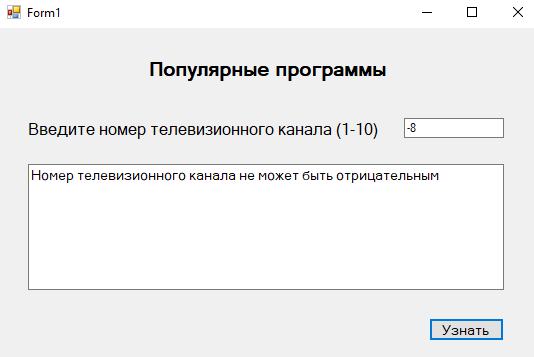 Form1
Популярные программы
Введите номер телевизионного канала (1-10)
-8
Номер телевизионного канала не может быть отрицательным
Узнать